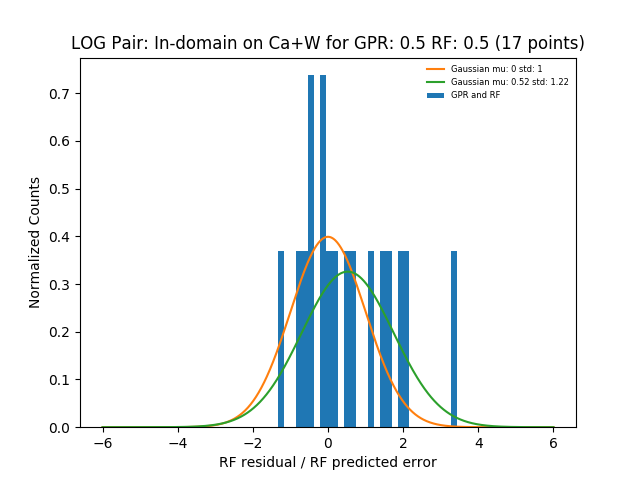 LOG Pair: In-domain on Ca+W for GPR: 0.5 RF: 0.5 (17 points)
Gaussian mu: 0 std: 1
Gaussian mu: 0.52 std: 1.22
GPR and RF
Normalized Counts
0.7
0.6
0.5
0.4
0.3
0.2
0.1
0.0
−6
−4
−2
0
2
4
6
RF residual / RF predicted error